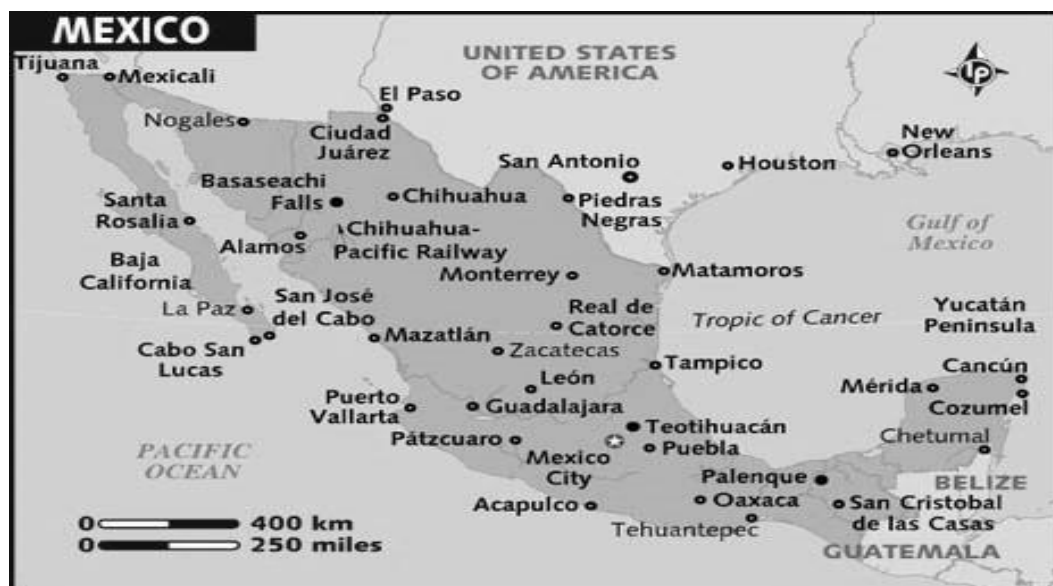 MEXICO
UNITED STATES
OF AMERICA
LP
Tijuana
Mexicali
El Paso
Nogales
Ciudad
Juárez
New
Orleans
San Antonio
Houston
Basaseachi
Falls
Chihuahua
Piedras
Negras
Santa
Rosalia
Gulf of
Mexico
Alamos
Chihuahua-
Pacific Railway
Baja
California
Monterrey
Matamoros
La Paz
San José
del Cabo
Real de
Catorce
Tropic of Cancer
Yucatán
Peninsula
Mazatlán
Cabo San
Lucas
Zacatecas
Tampico
Cancún
León
Mérida
Puerto
Vallarta
Guadalajara
Cozumel
Teotihuacán
Pátzcuaro
Puebla
Chetumal
PACIFIC
OCEAN
Mexico
City
Palenque
BELIZE
Acapulco
Oaxaca
San Cristobal
de las Casas
Tehuantepec
0 400 km
0 250 miles
GUATEMALA